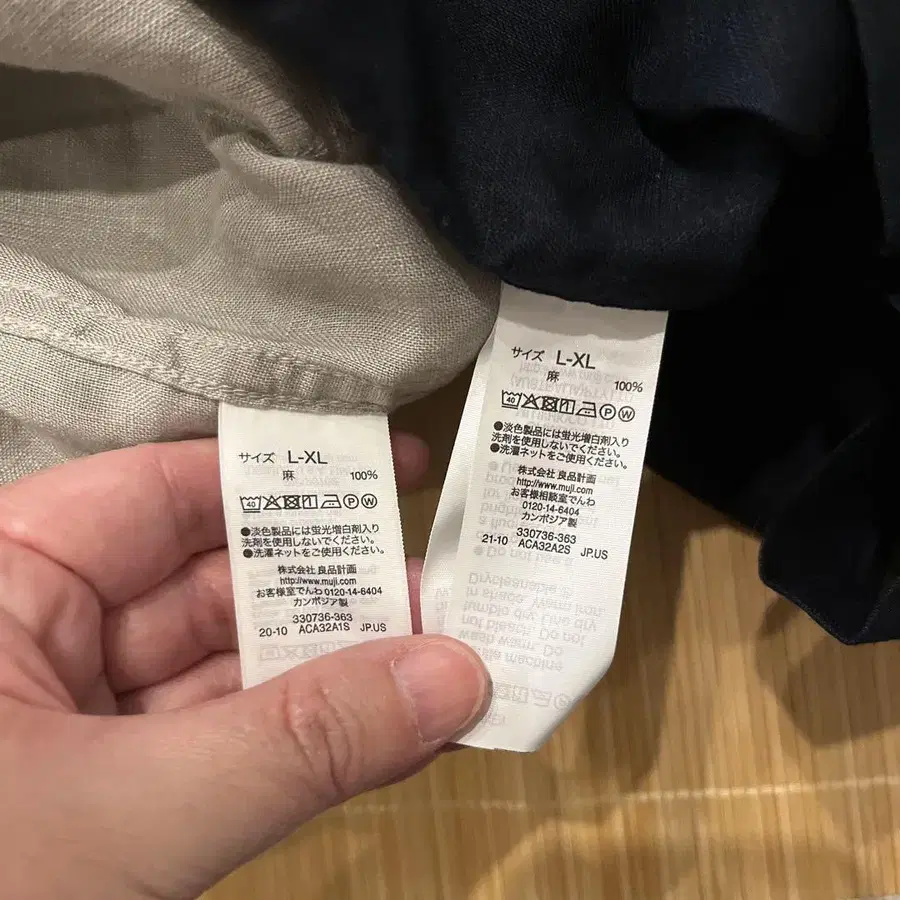 サイズ L-XL
麻 100%
40 P W
●淡色製品には蛍光増白剤入り
洗剤を使用しないでください。
●洗濯ネットをご使用ください。
株式会社 良品計画
http://www.muji.com
お客様室でんわ0120-14-6404
カンボジア製
330736-363
20-10 ACA32A1S JP.US
サイズ L-XL
麻 100%
40 P W
●淡色製品には蛍光増白剤入り
洗剤を使用しないでください。
●洗濯ネットをご使用ください。
株式会社 良品計画
http://www.muji.com
お客様相談室でんわ
0120-14-6404
カンボジア製
330736-363
21-10 ACA32A2S JP.US